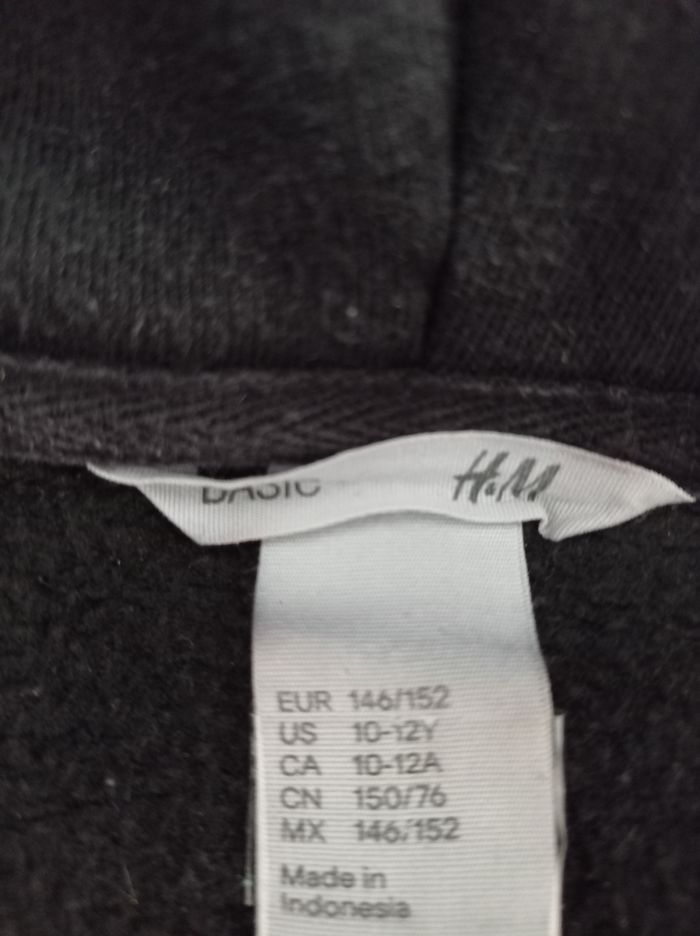 BASIC H&M
EUR 146/152
US 10-12Y
CA 10-12A
CN 150/76
MX 146/152
Made in
Indonesia